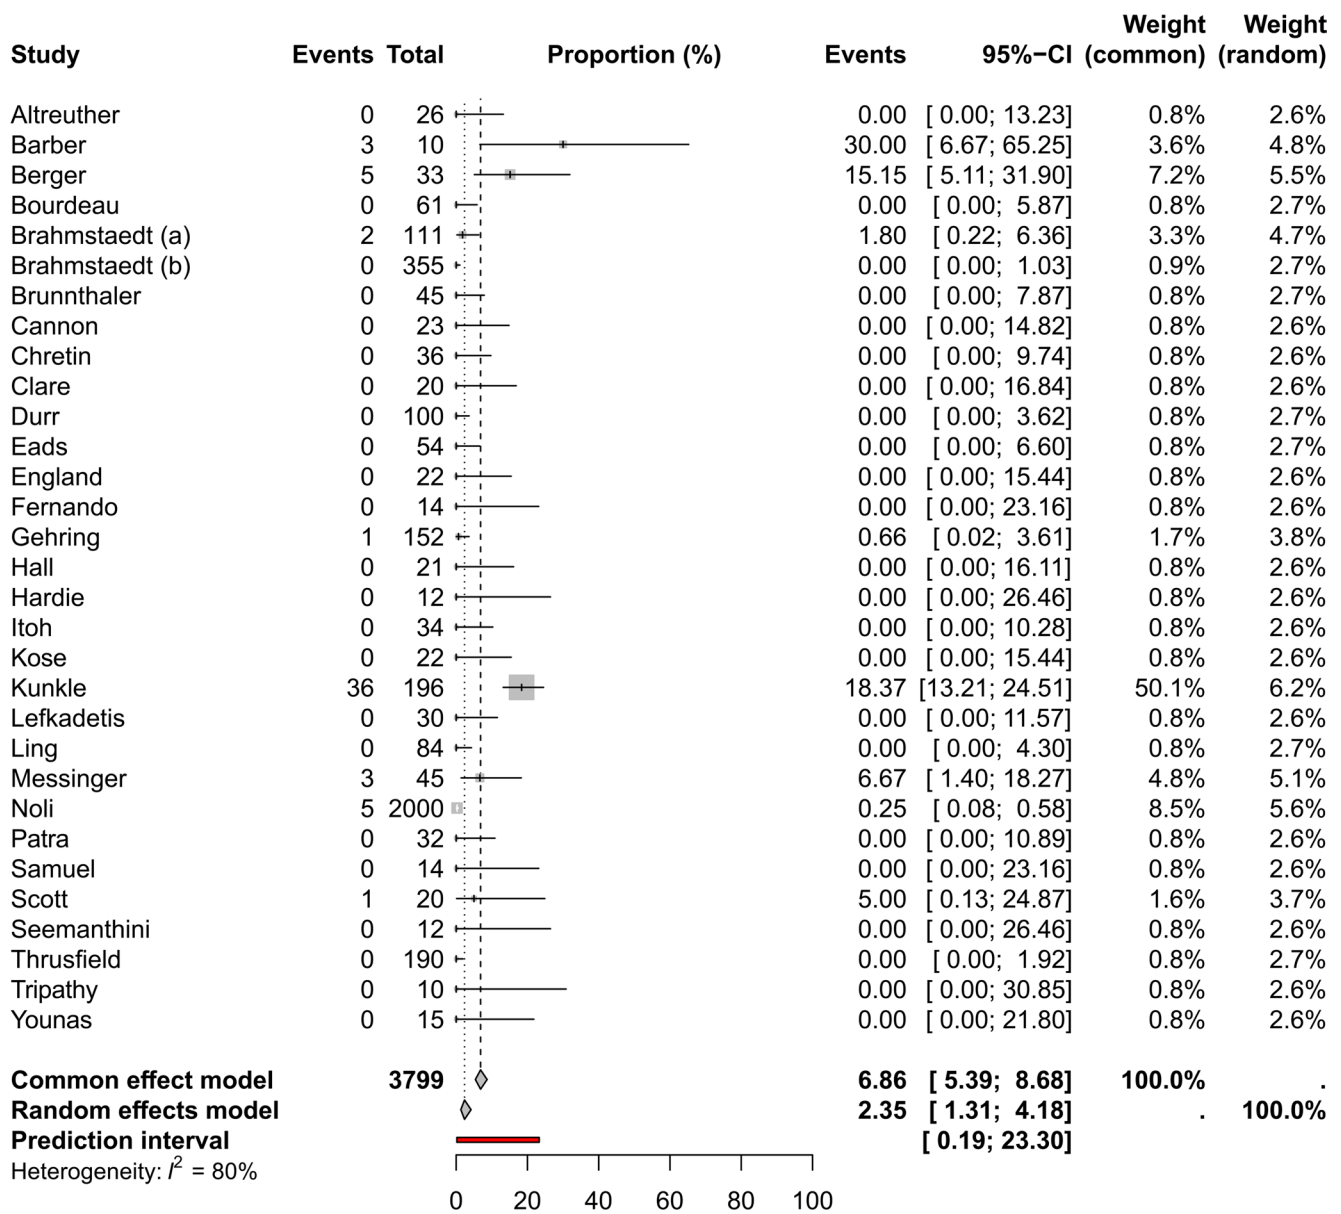 Weight Weight
Study Events Total Proportion (%) Events 95%−CI (common) (random)
Altreuther 0 26 0.00 [ 0.00; 13.23] 0.8% 2.6%
Barber 3 10 30.00 [ 6.67; 65.25] 3.6% 4.8%
Berger 5 33 15.15 [ 5.11; 31.90] 7.2% 5.5%
Bourdeau 0 61 0.00 [ 0.00; 5.87] 0.8% 2.7%
Brahmstaedt (a) 2 111 1.80 [ 0.22; 6.36] 3.3% 4.7%
Brahmstaedt (b) 0 355 0.00 [ 0.00; 1.03] 0.9% 2.7%
Brunnthaler 0 45 0.00 [ 0.00; 7.87] 0.8% 2.7%
Cannon 0 23 0.00 [ 0.00; 14.82] 0.8% 2.6%
Chretin 0 36 0.00 [ 0.00; 9.74] 0.8% 2.6%
Clare 0 20 0.00 [ 0.00; 16.84] 0.8% 2.6%
Durr 0 100 0.00 [ 0.00; 3.62] 0.8% 2.7%
Eads 0 54 0.00 [ 0.00; 6.60] 0.8% 2.7%
England 0 22 0.00 [ 0.00; 15.44] 0.8% 2.6%
Fernando 0 14 0.00 [ 0.00; 23.16] 0.8% 2.6%
Gehring 1 152 0.66 [ 0.02; 3.61] 1.7% 3.8%
Hall 0 21 0.00 [ 0.00; 16.11] 0.8% 2.6%
Hardie 0 12 0.00 [ 0.00; 26.46] 0.8% 2.6%
Itoh 0 34 0.00 [ 0.00; 10.28] 0.8% 2.6%
Kose 0 22 0.00 [ 0.00; 15.44] 0.8% 2.6%
Kunkle 36 196 18.37 [13.21; 24.51] 50.1% 6.2%
Lefkadetis 0 30 0.00 [ 0.00; 11.57] 0.8% 2.6%
Ling 0 84 0.00 [ 0.00; 4.30] 0.8% 2.7%
Messinger 3 45 6.67 [ 1.40; 18.27] 4.8% 5.1%
Noli 5 2000 0.25 [ 0.08; 0.58] 8.5% 5.6%
Patra 0 32 0.00 [ 0.00; 10.89] 0.8% 2.6%
Samuel 0 14 0.00 [ 0.00; 23.16] 0.8% 2.6%
Scott 1 20 5.00 [ 0.13; 24.87] 1.6% 3.7%
Seemanthini 0 12 0.00 [ 0.00; 26.46] 0.8% 2.6%
Thrusfield 0 190 0.00 [ 0.00; 1.92] 0.8% 2.7%
Tripathy 0 10 0.00 [ 0.00; 30.85] 0.8% 2.6%
Younas 0 15 0.00 [ 0.00; 21.80] 0.8% 2.6%
Common effect model 3799 6.86 [ 5.39; 8.68] 100.0% .
Random effects model 2.35 [ 1.31; 4.18] . 100.0%
Prediction interval [ 0.19; 23.30]
Heterogeneity: I² = 80%
0 20 40 60 80 100